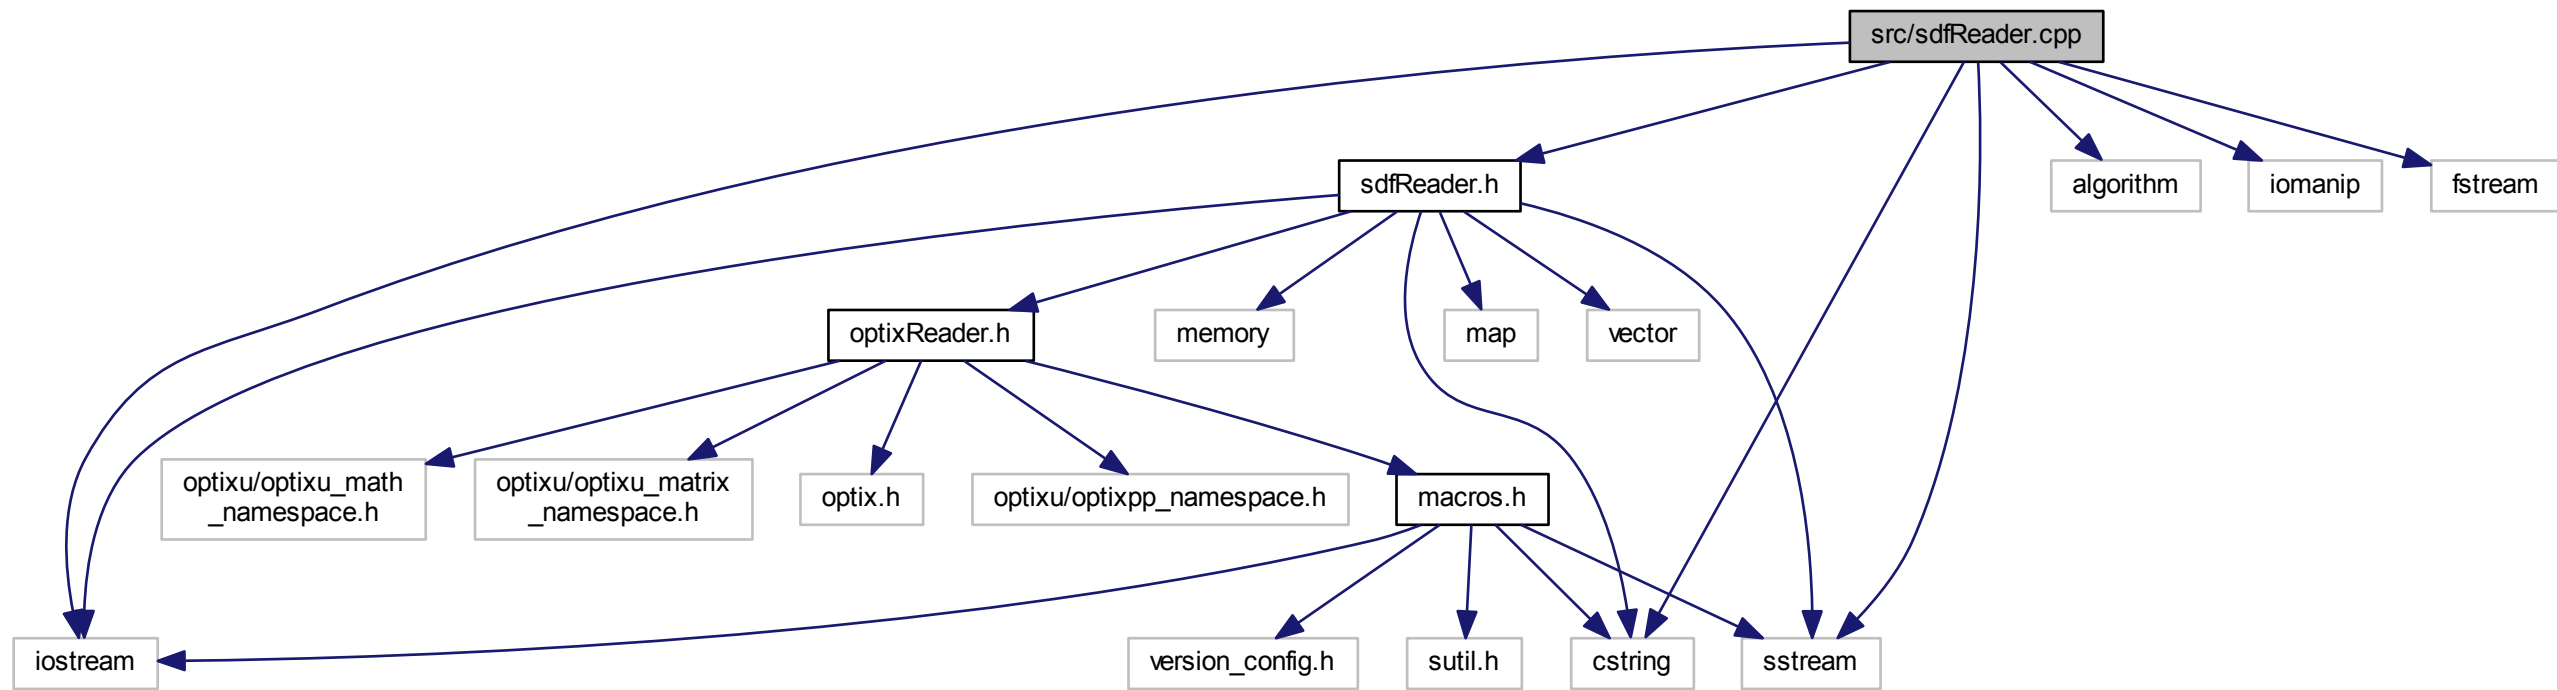 src/sdfReader.cpp
sdfReader.h
algorithm
iomanip
fstream
optixReader.h
memory
map
vector
optixu/optixu_math
_namespace.h
optixu/optixu_matrix
_namespace.h
optix.h
optixu/optixpp_namespace.h
macros.h
iostream
version_config.h
sutil.h
cstring
sstream